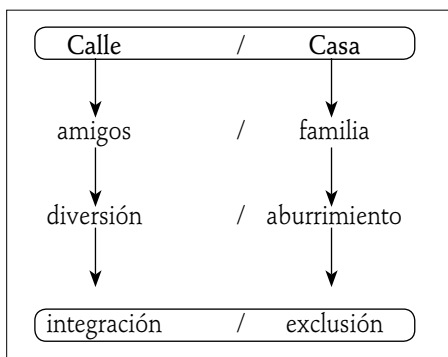 Calle / Casa
amigos / familia
diversión / aburrimiento
integración / exclusión